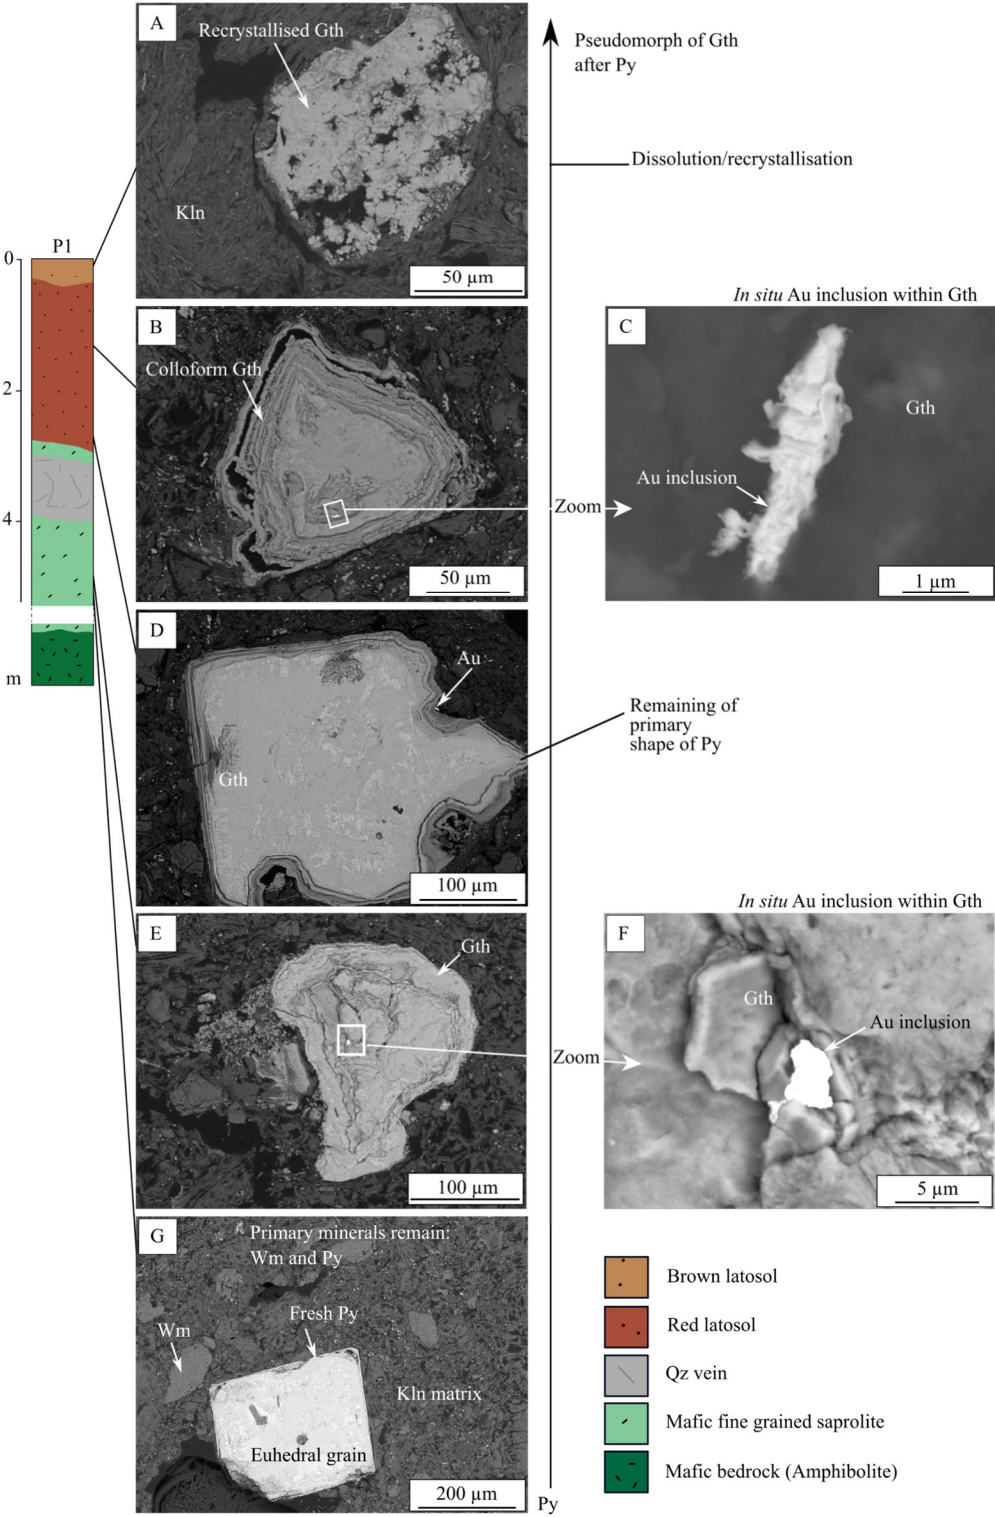 A
Recrystallised Gth
Kln
50 µm
Pseudomorph of Gth
after Py
Dissolution/recrystallisation
P1
0
2
4
m
B
Colloform Gth
50 µm
In situ Au inclusion within Gth
C
Gth
Au inclusion
Zoom
1 µm
D
Au
Gth
100 µm
Remaining of
primary
shape of Py
E
Gth
100 µm
In situ Au inclusion within Gth
F
Gth
Au inclusion
Zoom
5 µm
G
Primary minerals remain:
Wm and Py
Fresh Py
Wm
Kln matrix
Euhedral grain
200 µm
Py
Brown latosol
Red latosol
Qz vein
Mafic fine grained saprolite
Mafic bedrock (Amphibolite)